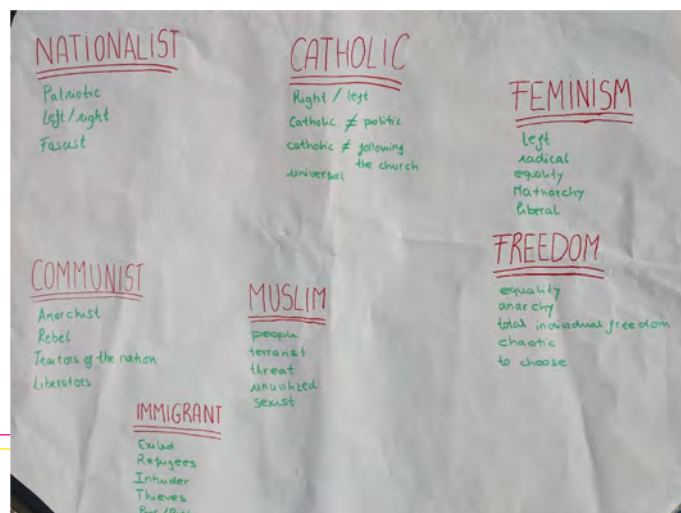 NATIONALIST
Patriotic
left/right
Fascist
CATHOLIC
Right / left
Catholic ≠ politic
catholic ≠ following
the church
universal
FEMINISM
left
radical
equality
Matriarchy
liberal
COMMUNIST
Anarchist
Rebel
Traitors of the nation
Liberators
MUSLIM
people
terrorist
threat
uncivilized
sexist
FREEDOM
equality
anarchy
total individual freedom
chaotic
to choose
IMMIGRANT
Exiled
Refugees
Intruder
Thieves